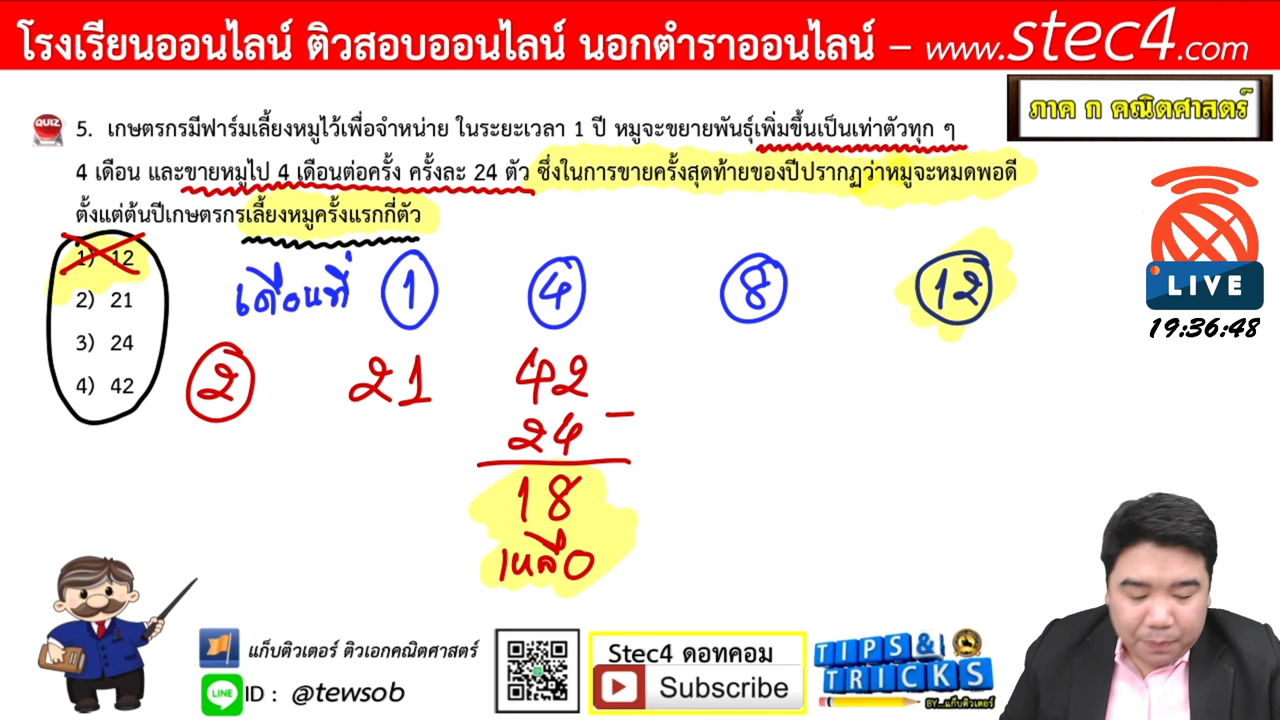 โรงเรียนออนไลน์ ติวสอบออนไลน์ นอกตำราออนไลน์ – www.stec4.com
ภาค ก คณิตศาสตร์
QUIZ
5. เกษตรกรมีฟาร์มเลี้ยงหมูไว้เพื่อจำหน่าย ในระยะเวลา 1 ปี หมูจะขยายพันธุ์เพิ่มขึ้นเป็นเท่าตัวทุก ๆ
4 เดือน และขายหมูไป 4 เดือนต่อครั้ง ครั้งละ 24 ตัว ซึ่งในการขายครั้งสุดท้ายของปีปรากฏว่าหมูจะหมดพอดี
ตั้งแต่ต้นปีเกษตรกรเลี้ยงหมูครั้งแรกกี่ตัว
1) 12
2) 21
3) 24
4) 42
เดือนที่ 1 4 8 12
2 21 42
24 –
18
เหลือ
LIVE
19:36:48
แก็บติวเตอร์ ติวเอกคณิตศาสตร์
LINE ID : @tewsob
Stec4 ดอทคอม
Subscribe
TIPS &
TRICKS
BY...แก็บติวเตอร์